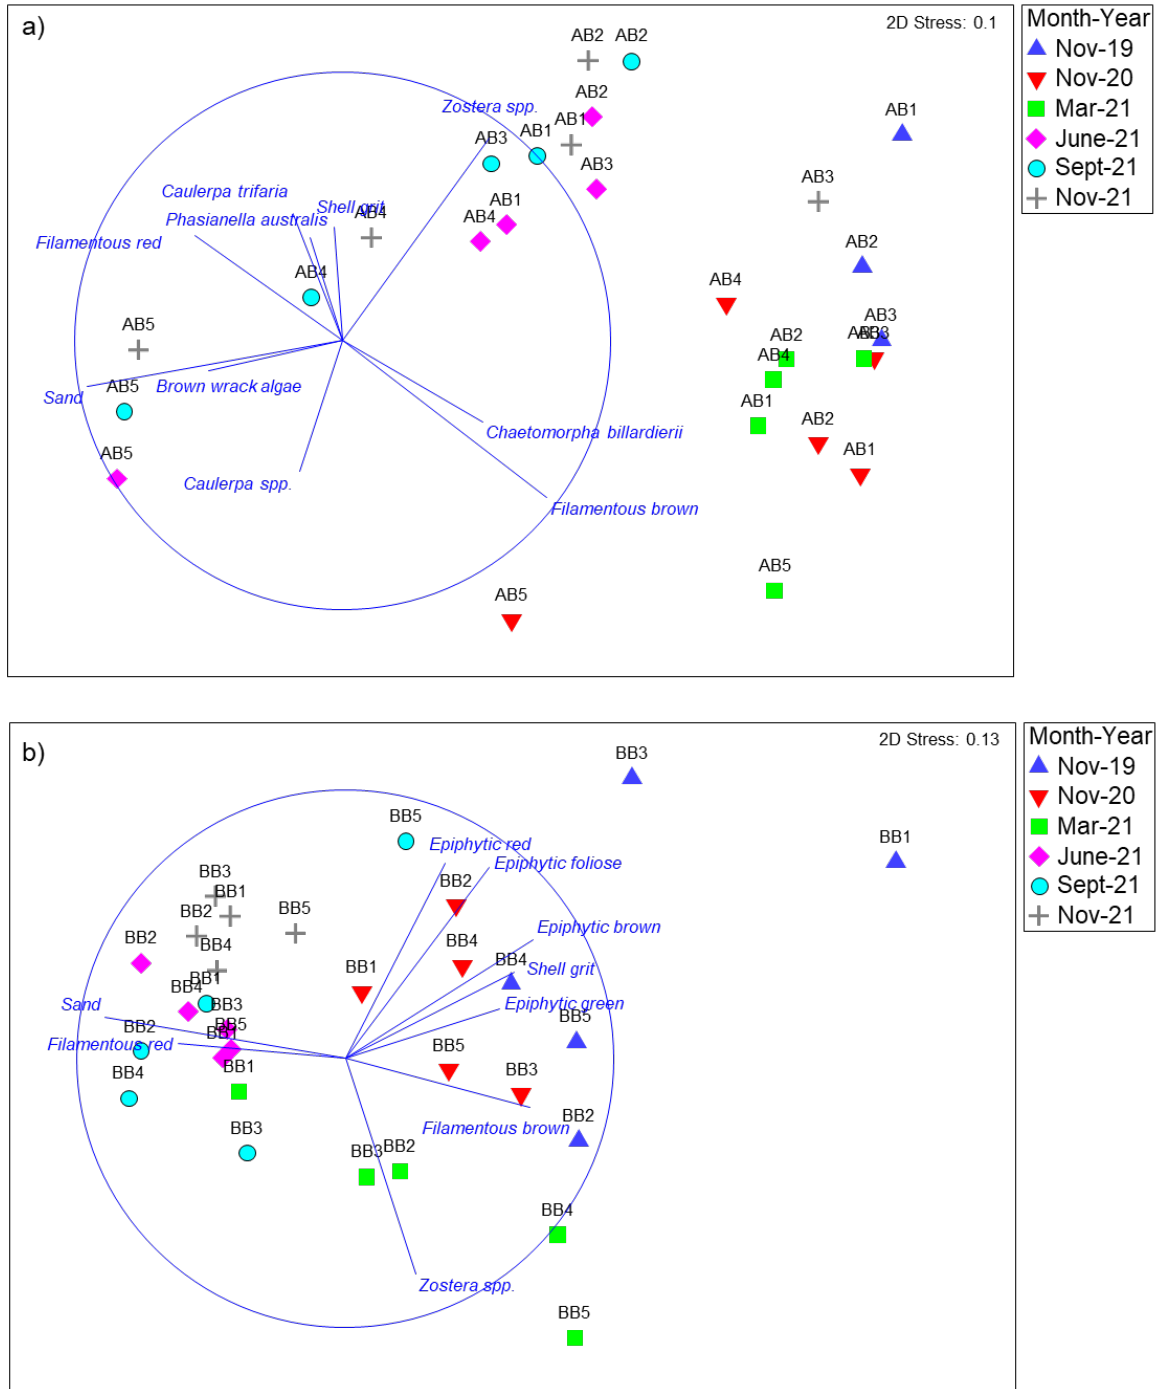 a)
2D Stress: 0.1
Month-Year
Nov-19
Nov-20
Mar-21
June-21
Sept-21
Nov-21
AB2 AB2
AB2
Zostera spp.
AB1
AB1
AB3 AB1
AB3
AB3
Caulerpa trifaria
Shell grit
AB1
Phasianella australis
AB4 AB4
Filamentous red
AB2
AB4
AB4
AB3
AB5
AB2
AB3
AB4
AB5
Brown wrack algae
Sand
AB1
AB2
Chaetomorpha billardierii
AB5
AB1
Caulerpa spp.
Filamentous brown
AB5
AB5
b)
2D Stress: 0.13
Month-Year
Nov-19
Nov-20
Mar-21
June-21
Sept-21
Nov-21
BB3
BB1
BB5
Epiphytic red
Epiphytic foliose
BB3
BB2
BB1
BB2
BB5
Epiphytic brown
BB2
BB4
BB4
BB4
BB1
Shell grit
BB1
BB4
BB3
Epiphytic green
Sand
BB5
BB5
BB2
BB1
Filamentous red
BB5
BB1
BB3
BB4
BB2
Filamentous brown
BB3
BB3 BB2
BB4
Zostera spp.
BB5